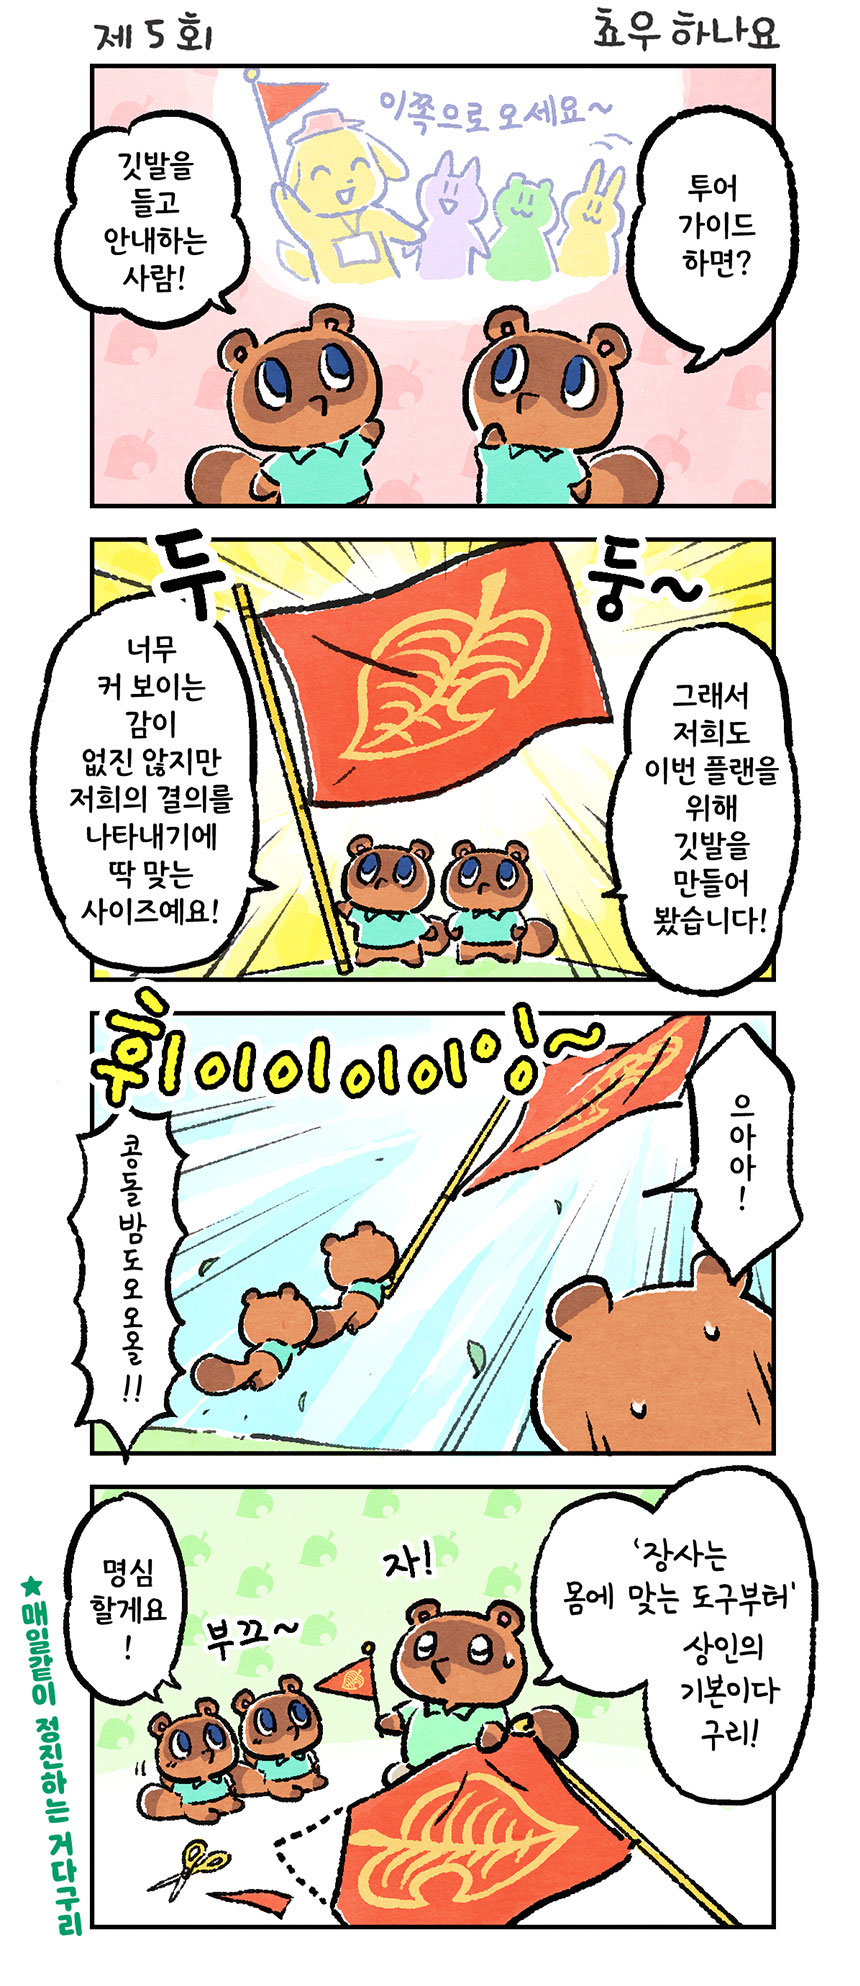 제 5 회
쵸우 하나요
이쪽으로 오세요~
투어
가이드
하면?
깃발을
들고
안내하는
사람!
두
둥~
그래서
저희도
이번 플랜을
위해
깃발을
만들어
봤습니다!
너무
커 보이는
감이
없진 않지만
저희의 결의를
나타내기에
딱 맞는
사이즈예요!
휘이이이이잉~
으아아!
콩돌밤도오오올!!
자!
'장사는
몸에 맞는 도구부터'
상인의
기본이다
구리!
부끄~
명심
할게요
!
★매일같이 정진하는 거다구리